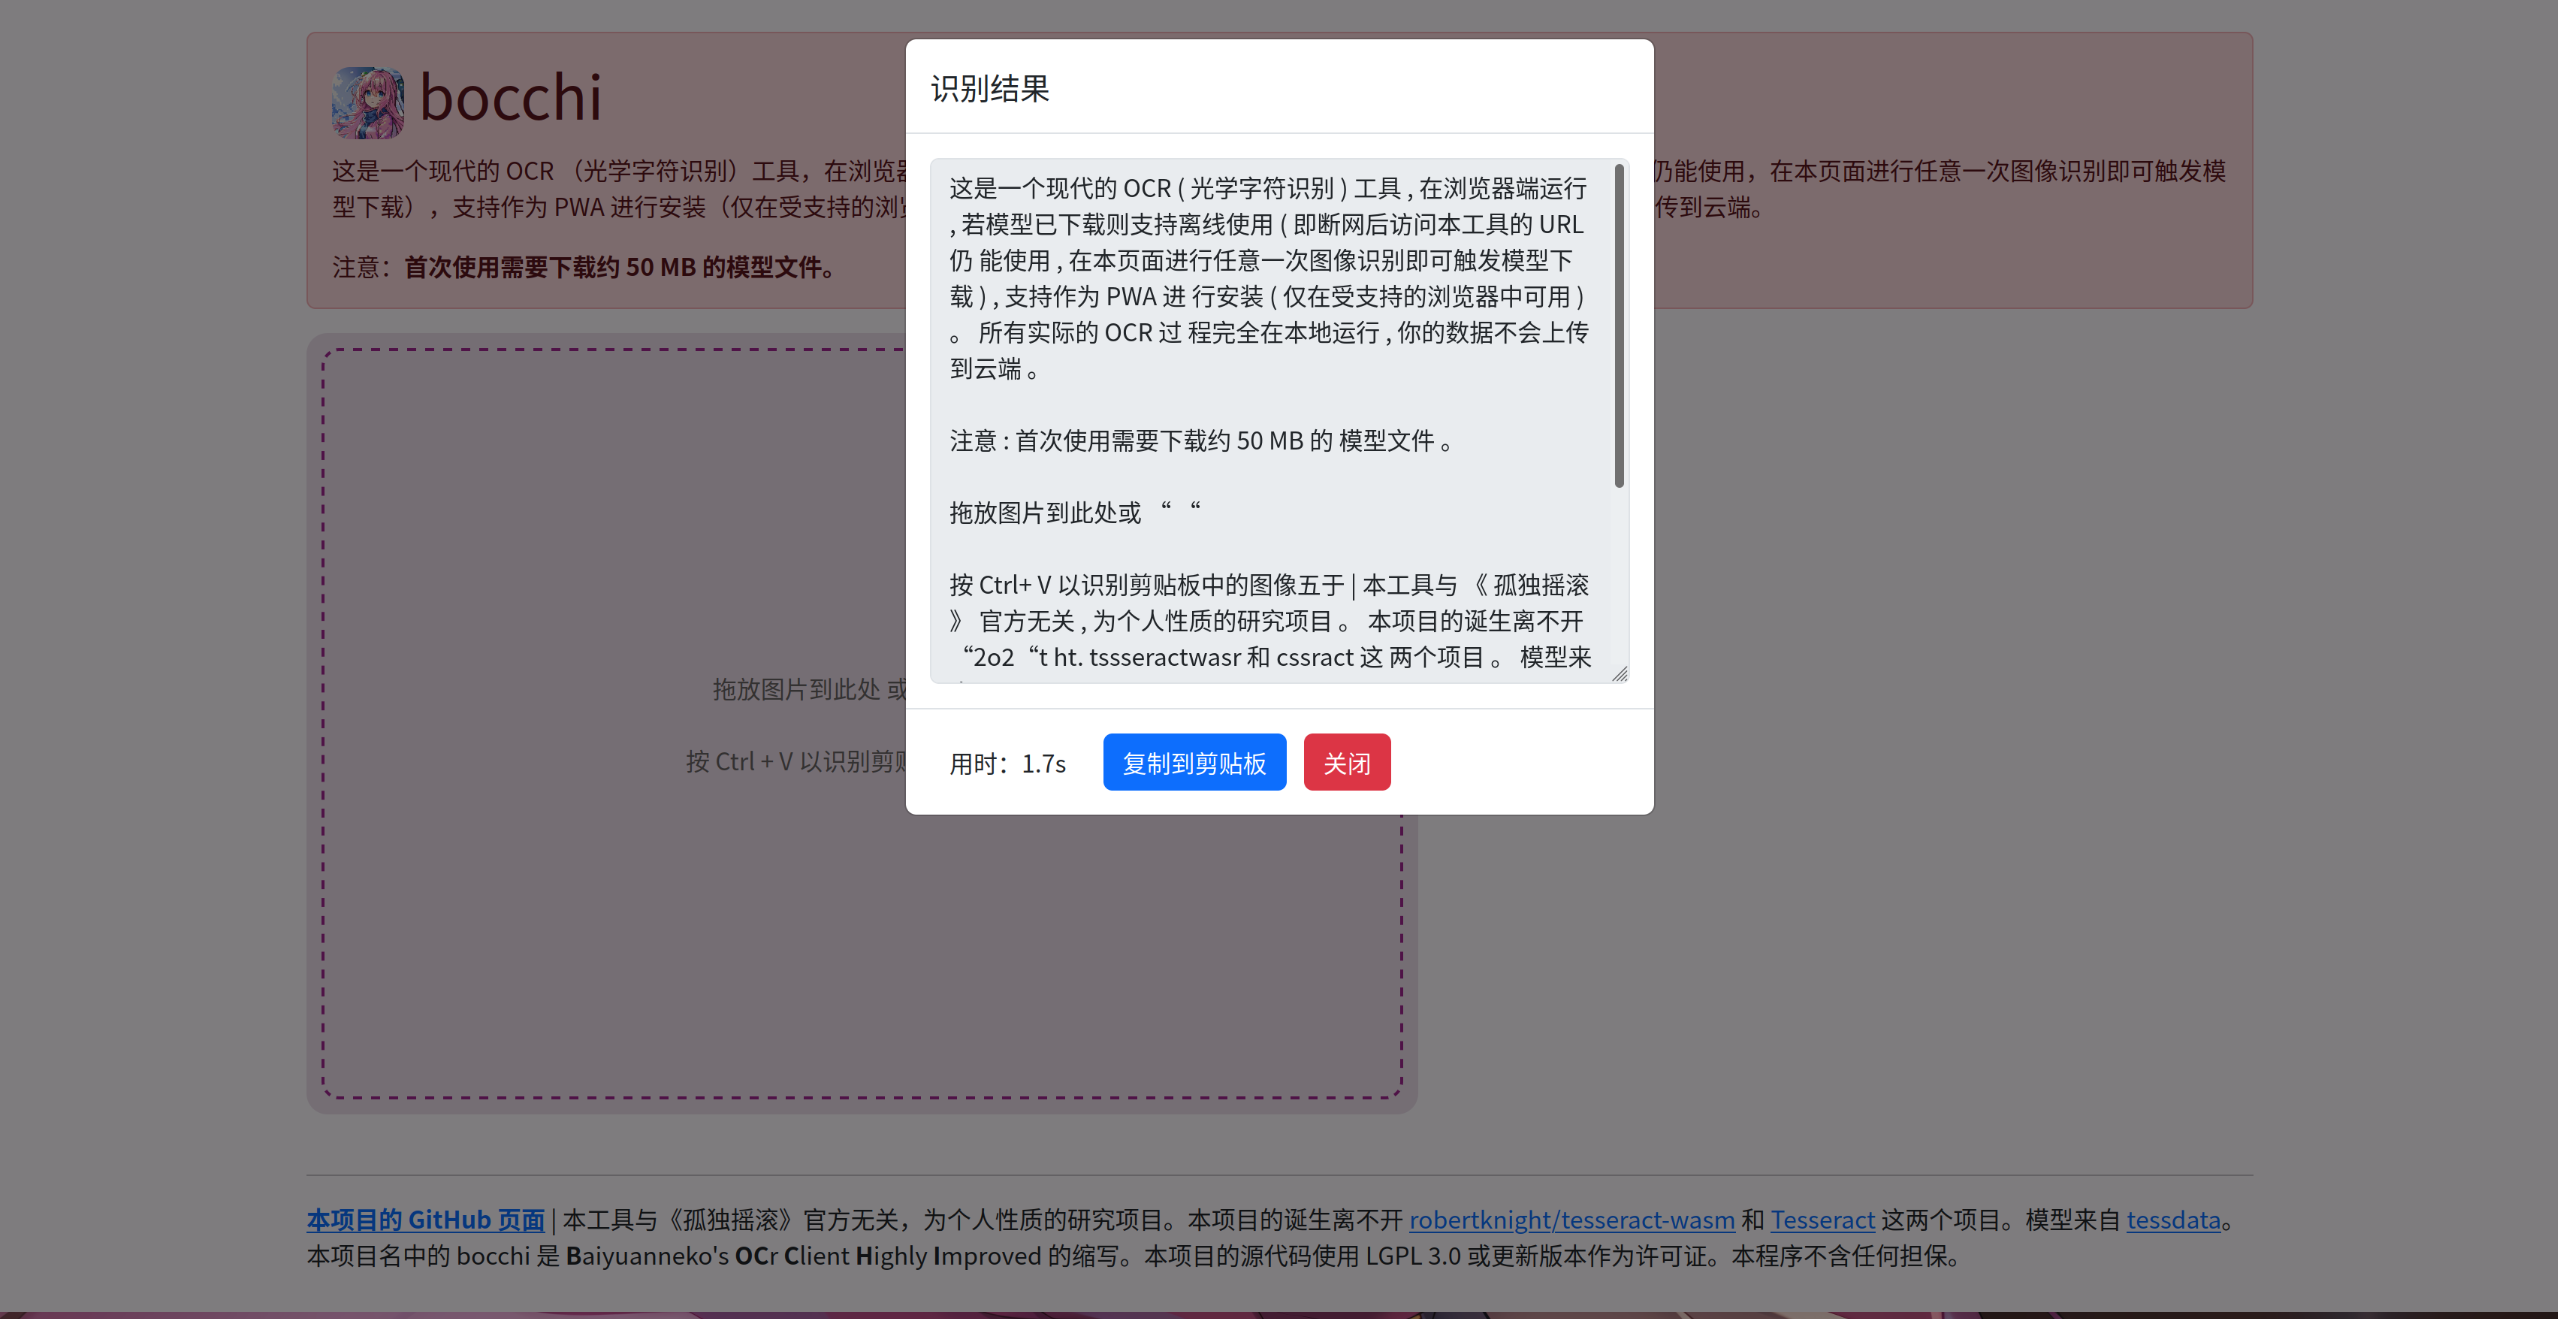 bocchi
这是一个现代的 OCR （光学字符识别）工具，在浏览
仍能使用，在本页面进行任意一次图像识别即可触发模
型下载），支持作为 PWA 进行安装（仅在受支持的浏
传到云端。
注意：首次使用需要下载约 50 MB 的模型文件。
识别结果
这是一个现代的 OCR ( 光学字符识别 ) 工具 , 在浏览器端运行
, 若模型已下载则支持离线使用 ( 即断网后访问本工具的 URL
仍 能使用 , 在本页面进行任意一次图像识别即可触发模型下
载 ) , 支持作为 PWA 进 行安装 ( 仅在受支持的浏览器中可用 )
。 所有实际的 OCR 过 程完全在本地运行 , 你的数据不会上传
到云端 。
注意 : 首次使用需要下载约 50 MB 的 模型文件 。
拖放图片到此处或 “ “
按 Ctrl+ V 以识别剪贴板中的图像五于 | 本工具与 《 孤独摇滚
》 官方无关 , 为个人性质的研究项目 。 本项目的诞生离不开
“2o2“t ht. tssseractwasr 和 cssract 这 两个项目 。 模型来
用时：1.7s
复制到剪贴板
关闭
拖放图片到此处 或
按 Ctrl + V 以识别剪
本项目的 GitHub 页面 | 本工具与《孤独摇滚》官方无关，为个人性质的研究项目。本项目的诞生离不开 robertknight/tesseract-wasm 和 Tesseract 这两个项目。模型来自 tessdata。
本项目名中的 bocchi 是 Baiyuanneko's OCr Client Highly Improved 的缩写。本项目的源代码使用 LGPL 3.0 或更新版本作为许可证。本程序不含任何担保。